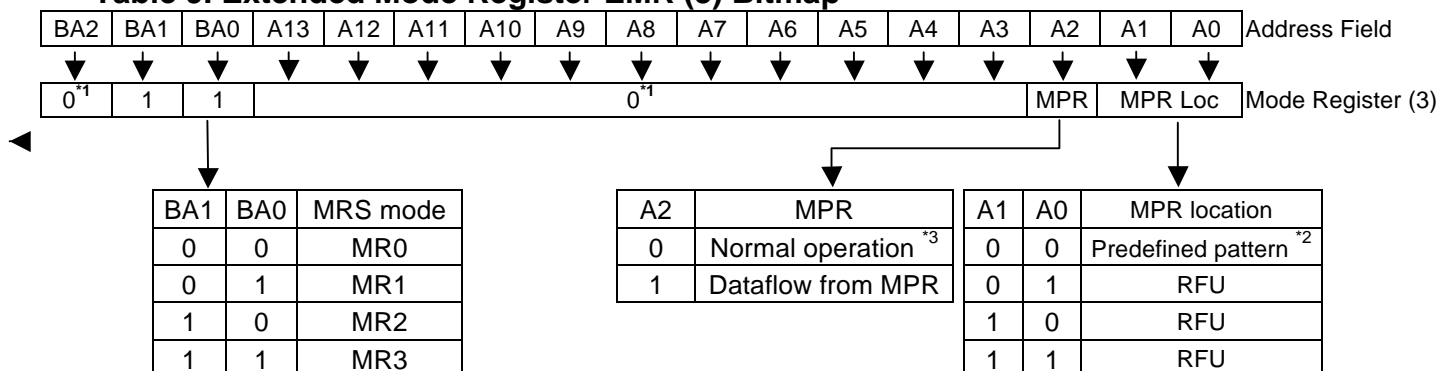 Table 6. Extended Mode Register EMR (3) Bitmap
BA2 BA1 BA0 A13 A12 A11 A10 A9 A8 A7 A6 A5 A4 A3 A2 A1 A0 Address Field
0*1 1 1 0*1 MPR MPR Loc Mode Register (3)
BA1 BA0 MRS mode
0 0 MR0
0 1 MR1
1 0 MR2
1 1 MR3
A2 MPR
0 Normal operation *3
1 Dataflow from MPR
A1 A0 MPR location
0 0 Predefined pattern *2
0 1 RFU
1 0 RFU
1 1 RFU